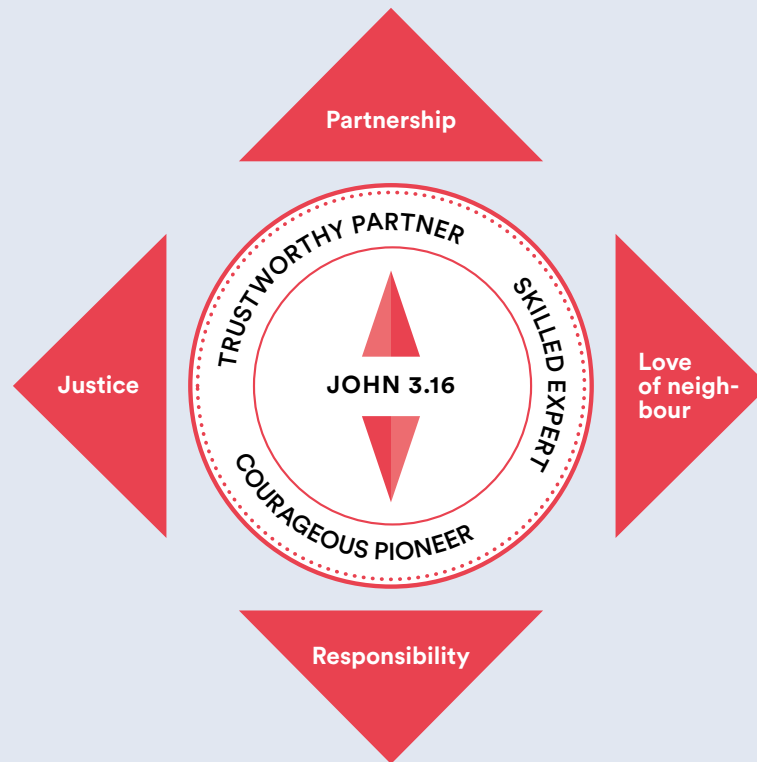 Partnership
TRUSTWORTHY PARTNER
SKILLED EXPERT
Justice
JOHN 3.16
Love
of neigh-
bour
COURAGEOUS PIONEER
Responsibility